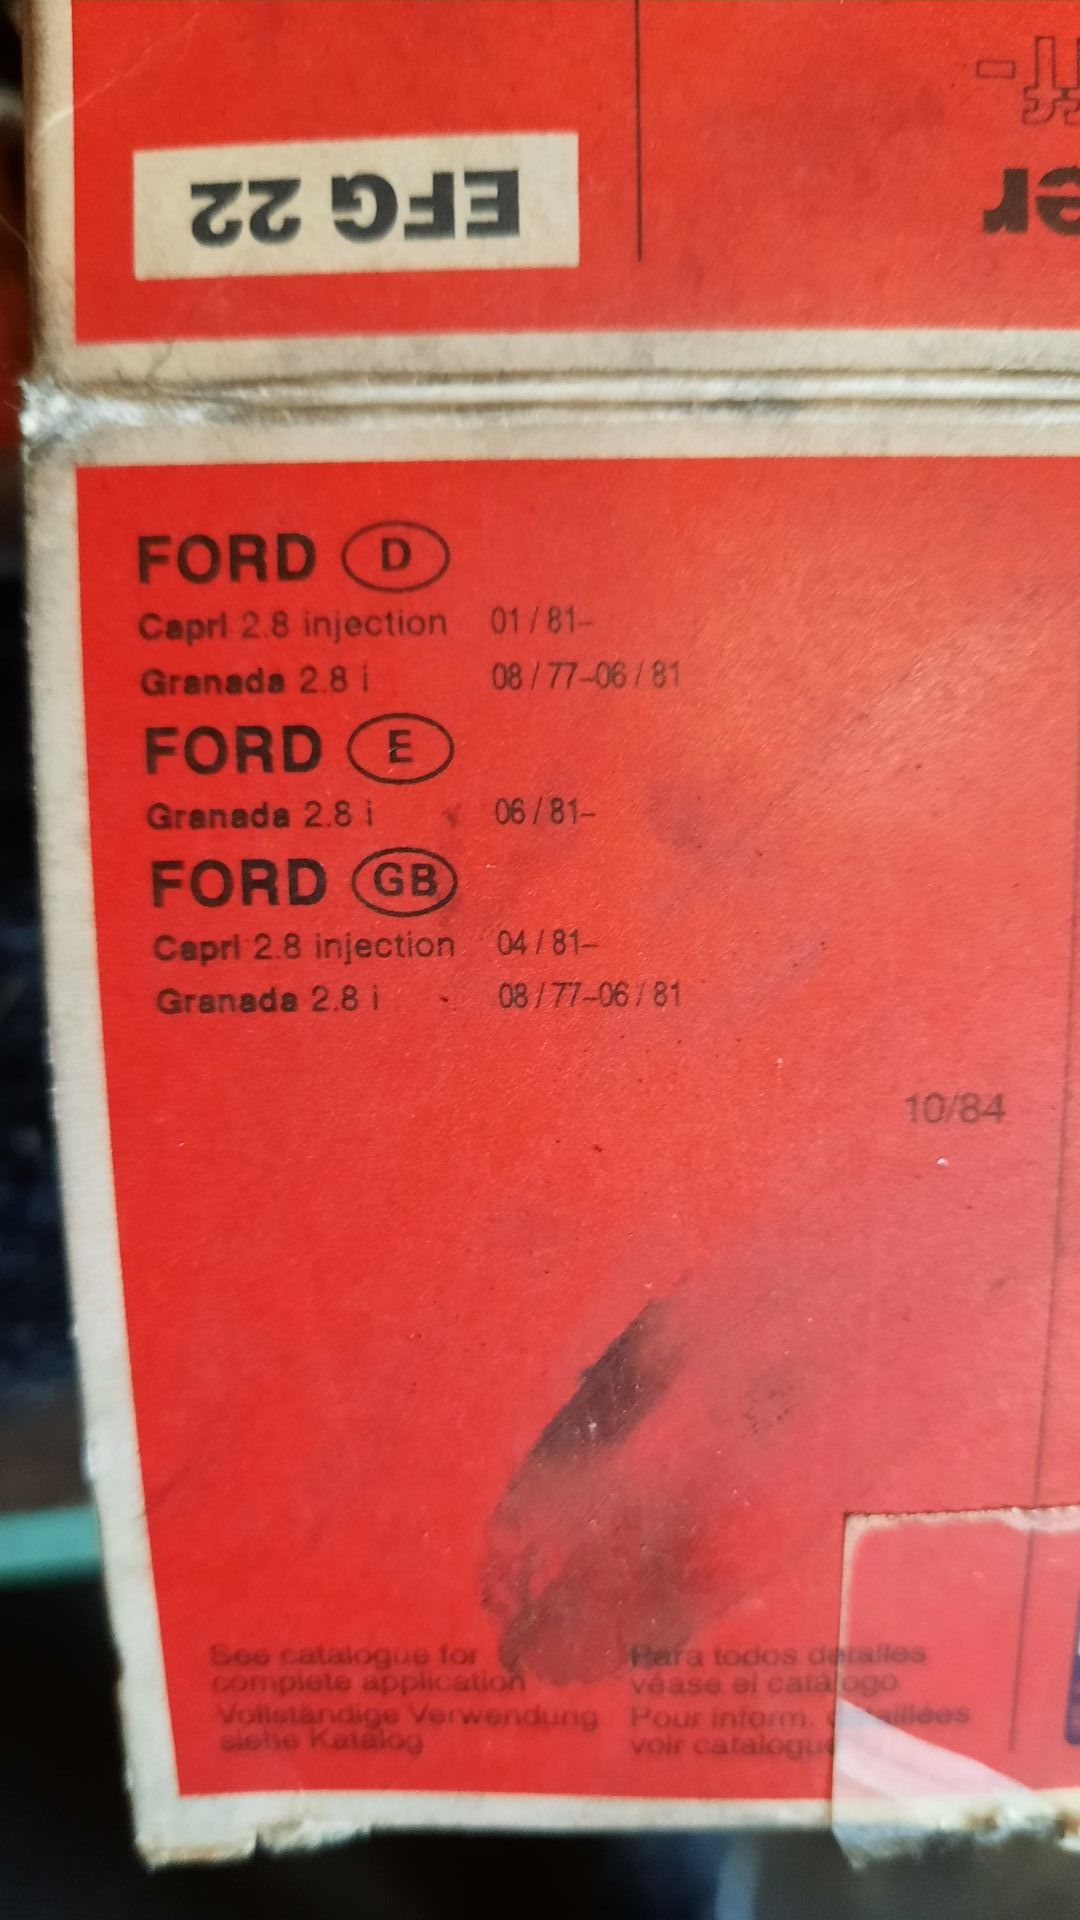 EFG 22
er
FORD D
Capri 2.8 injection 01/81–
Granada 2.8 i 08/77–06/81
FORD E
Granada 2.8 i 06/81–
FORD GB
Capri 2.8 injection 04/81–
Granada 2.8 i 08/77–06/81
10/84
See catalogue for
complete application
Vollständige Verwendung
siehe Katalog
Para todos detalles
véase el catálogo
Pour inform. détaillées
voir catalogue